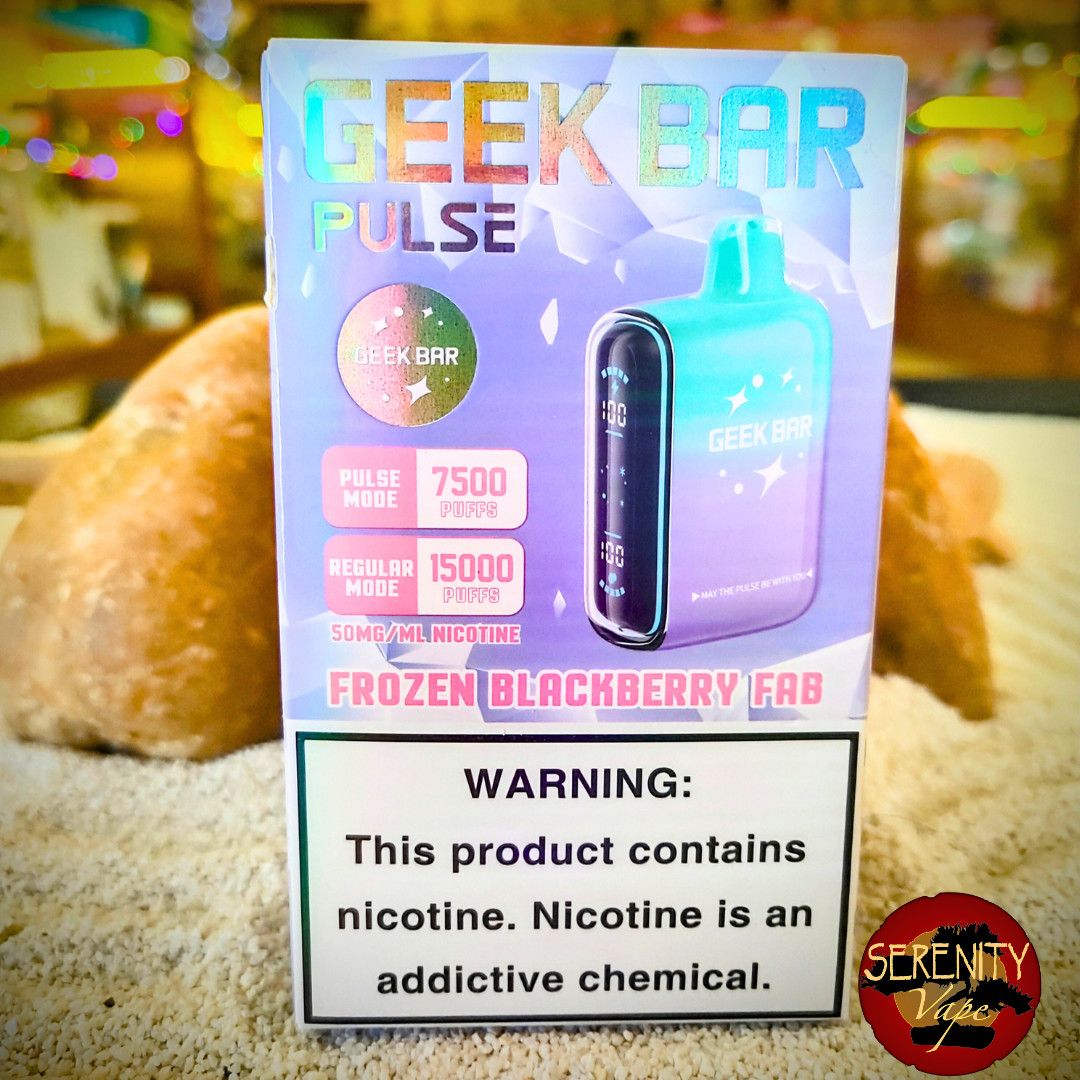 GEEK BAR
PULSE
GEEK BAR
PULSE MODE
7500 PUFFS
REGULAR MODE
15000 PUFFS
50MG/ML NICOTINE
100
GEEK BAR
100
▶ MAY THE PULSE BE WITH YOU ◀
FROZEN BLACKBERRY FAB
WARNING:
This product contains
nicotine. Nicotine is an
addictive chemical.
SERENITY
Vape